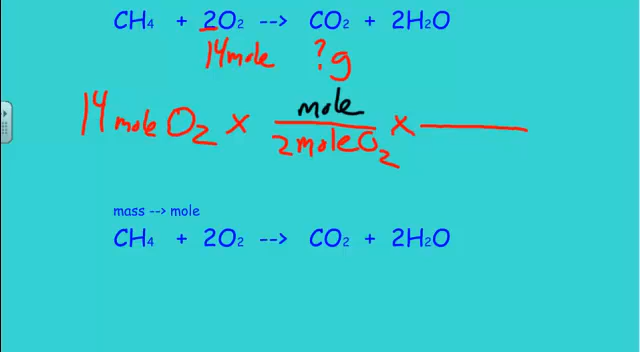 CH₄ + 2O₂ --> CO₂ + 2H₂O
14mole ? g
14 mole O₂ x mole / 2 mole O₂ x
mass --> mole
CH₄ + 2O₂ --> CO₂ + 2H₂O